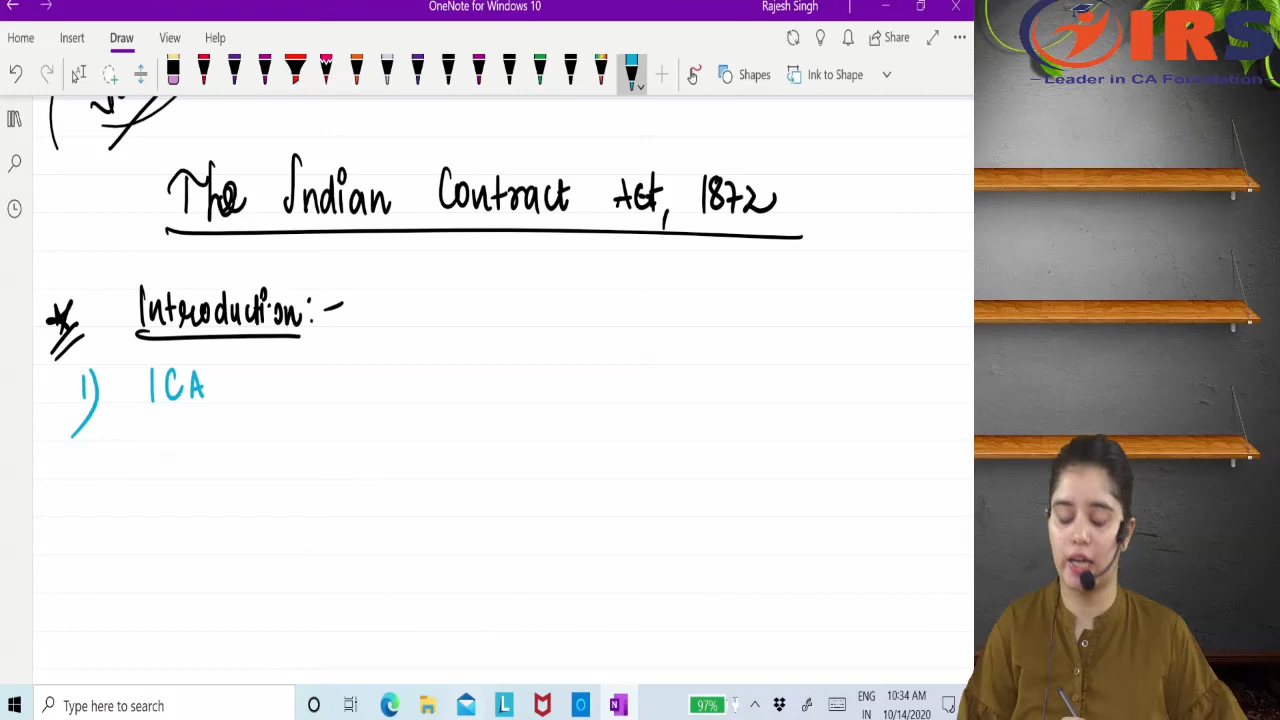 OneNote for Windows 10
Rajesh Singh
Home Insert Draw View Help
Share
Shapes
Ink to Shape
IRS
Leader in CA Foundation
The Indian Contract Act, 1872
Introduction:-
1) ICA
Type here to search
97%
ENG
IN
10:34 AM
10/14/2020